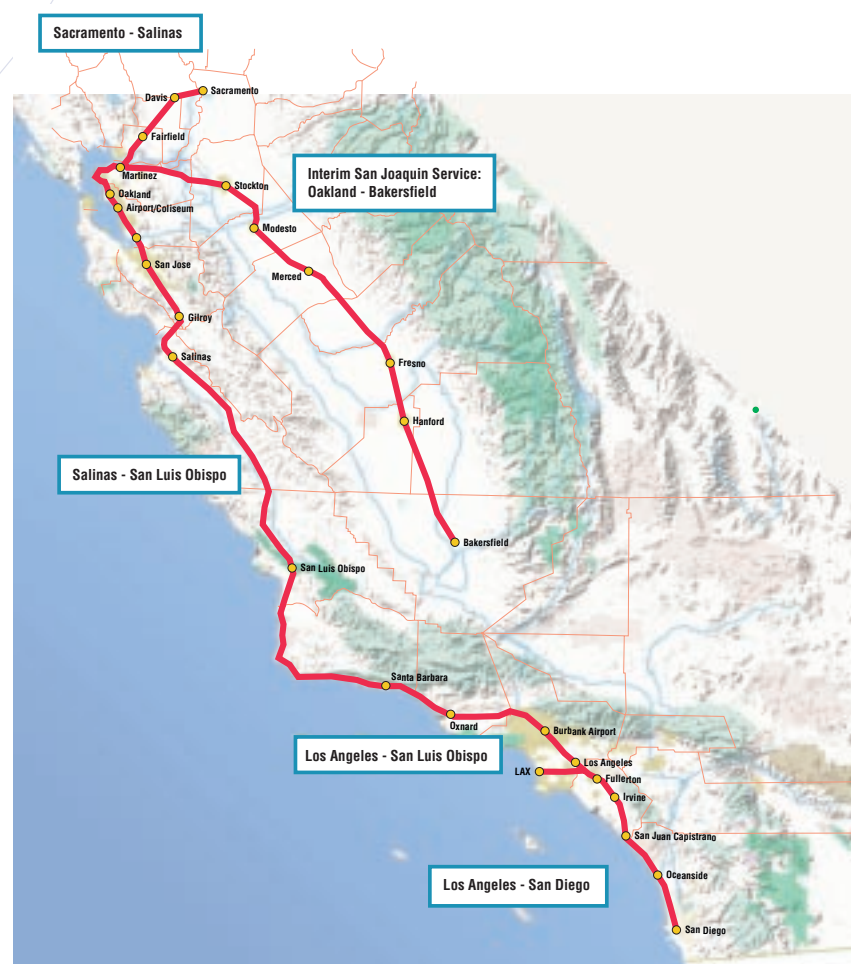 Sacramento - Salinas
Sacramento
Davis
Fairfield
Martinez
Interim San Joaquin Service:
Oakland - Bakersfield
Stockton
Oakland
Airport/Coliseum
Modesto
San Jose
Merced
Gilroy
Salinas
Fresno
Hanford
Salinas - San Luis Obispo
Bakersfield
San Luis Obispo
Santa Barbara
Oxnard
Burbank Airport
Los Angeles - San Luis Obispo
Los Angeles
LAX
Fullerton
Irvine
San Juan Capistrano
Oceanside
Los Angeles - San Diego
San Diego